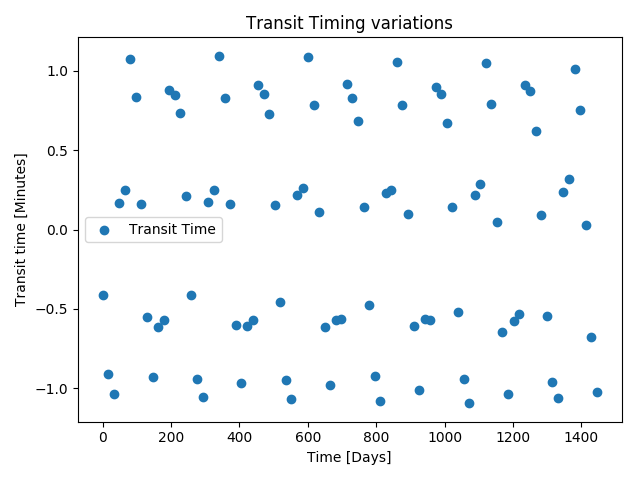 Transit Timing variations
Transit time [Minutes]
1.0
0.5
0.0
−0.5
−1.0
Transit Time
0 200 400 600 800 1000 1200 1400
Time [Days]